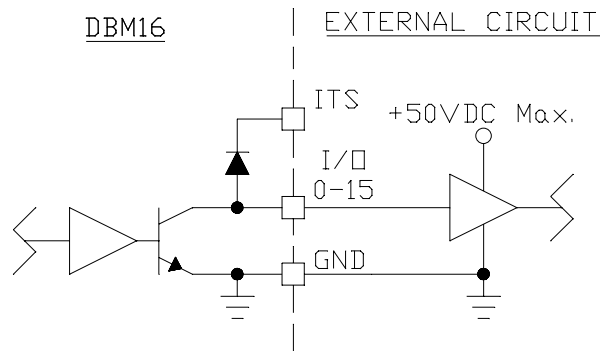 DBM16
EXTERNAL CIRCUIT
ITS
+50VDC Max.
I/O
0-15
GND